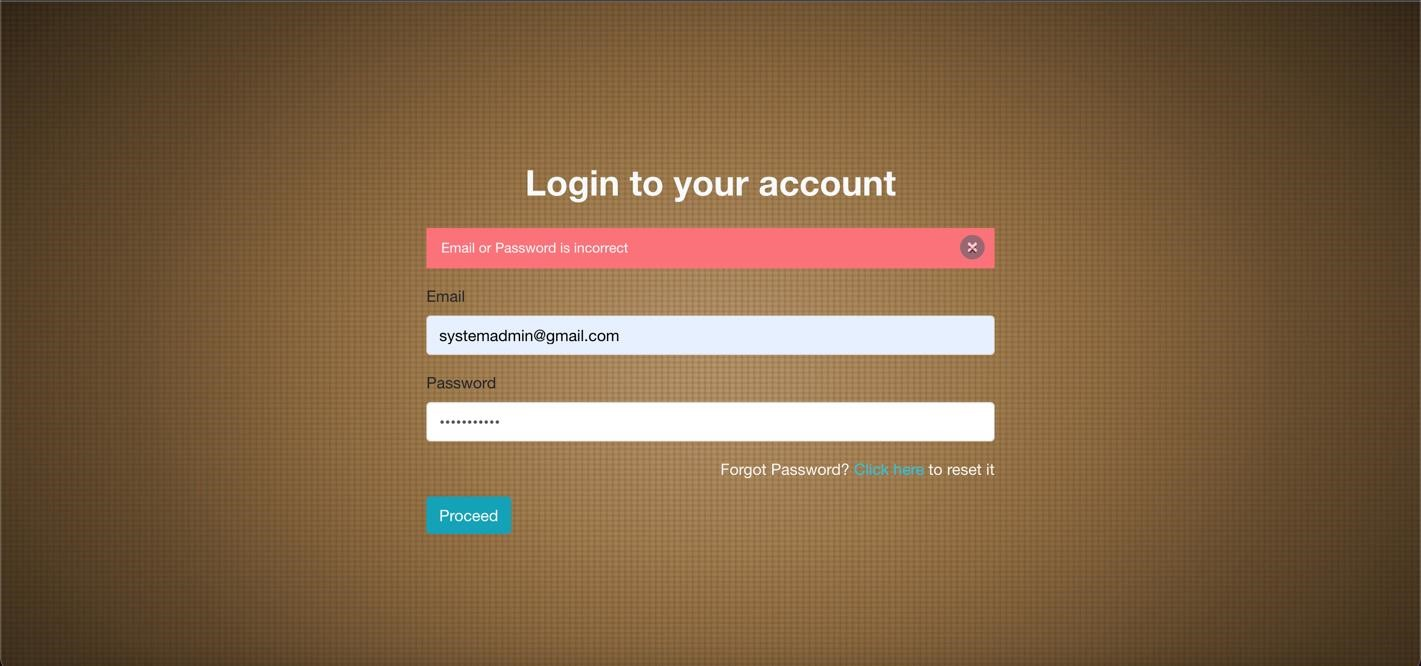 Login to your account
Email or Password is incorrect
Email
systemadmin@gmail.com
Password
•••••••••••
Forgot Password? Click here to reset it
Proceed